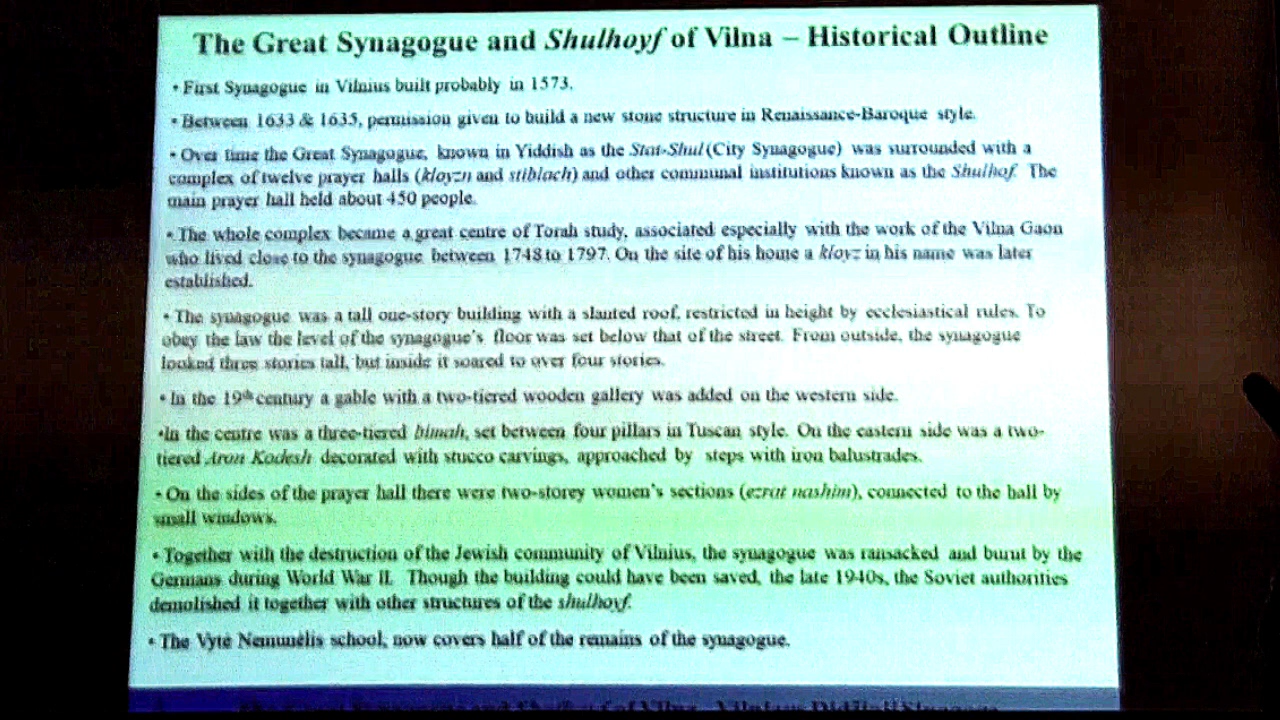 The Great Synagogue and Shulhoyf of Vilna – Historical Outline
• First Synagogue in Vilnius built probably in 1573.
• Between 1633 & 1635, permission given to build a new stone structure in Renaissance-Baroque style.
• Over time the Great Synagogue, known in Yiddish as the Stat-Shul (City Synagogue) was surrounded with a
complex of twelve prayer halls (kloyzn and stiblach) and other communal institutions known as the Shulhof. The
main prayer hall held about 450 people.
• The whole complex became a great centre of Torah study, associated especially with the work of the Vilna Gaon
who lived close to the synagogue between 1748 to 1797. On the site of his home a kloyz in his name was later
established.
• The synagogue was a tall one-story building with a slanted roof, restricted in height by ecclesiastical rules. To
obey the law the level of the synagogue's floor was set below that of the street. From outside, the synagogue
looked three stories tall, but inside it soared to over four stories.
• In the 19th century a gable with a two-tiered wooden gallery was added on the western side.
•In the centre was a three-tiered bimah, set between four pillars in Tuscan style. On the eastern side was a two-
tiered Aron Kodesh decorated with stucco carvings, approached by steps with iron balustrades.
• On the sides of the prayer hall there were two-storey women's sections (ezrat nashim), connected to the hall by
small windows.
• Together with the destruction of the Jewish community of Vilnius, the synagogue was ransacked and burnt by the
Germans during World War II. Though the building could have been saved, the late 1940s, the Soviet authorities
demolished it together with other structures of the shulhoyf.
• The Vytė Nemunėlis school, now covers half of the remains of the synagogue.